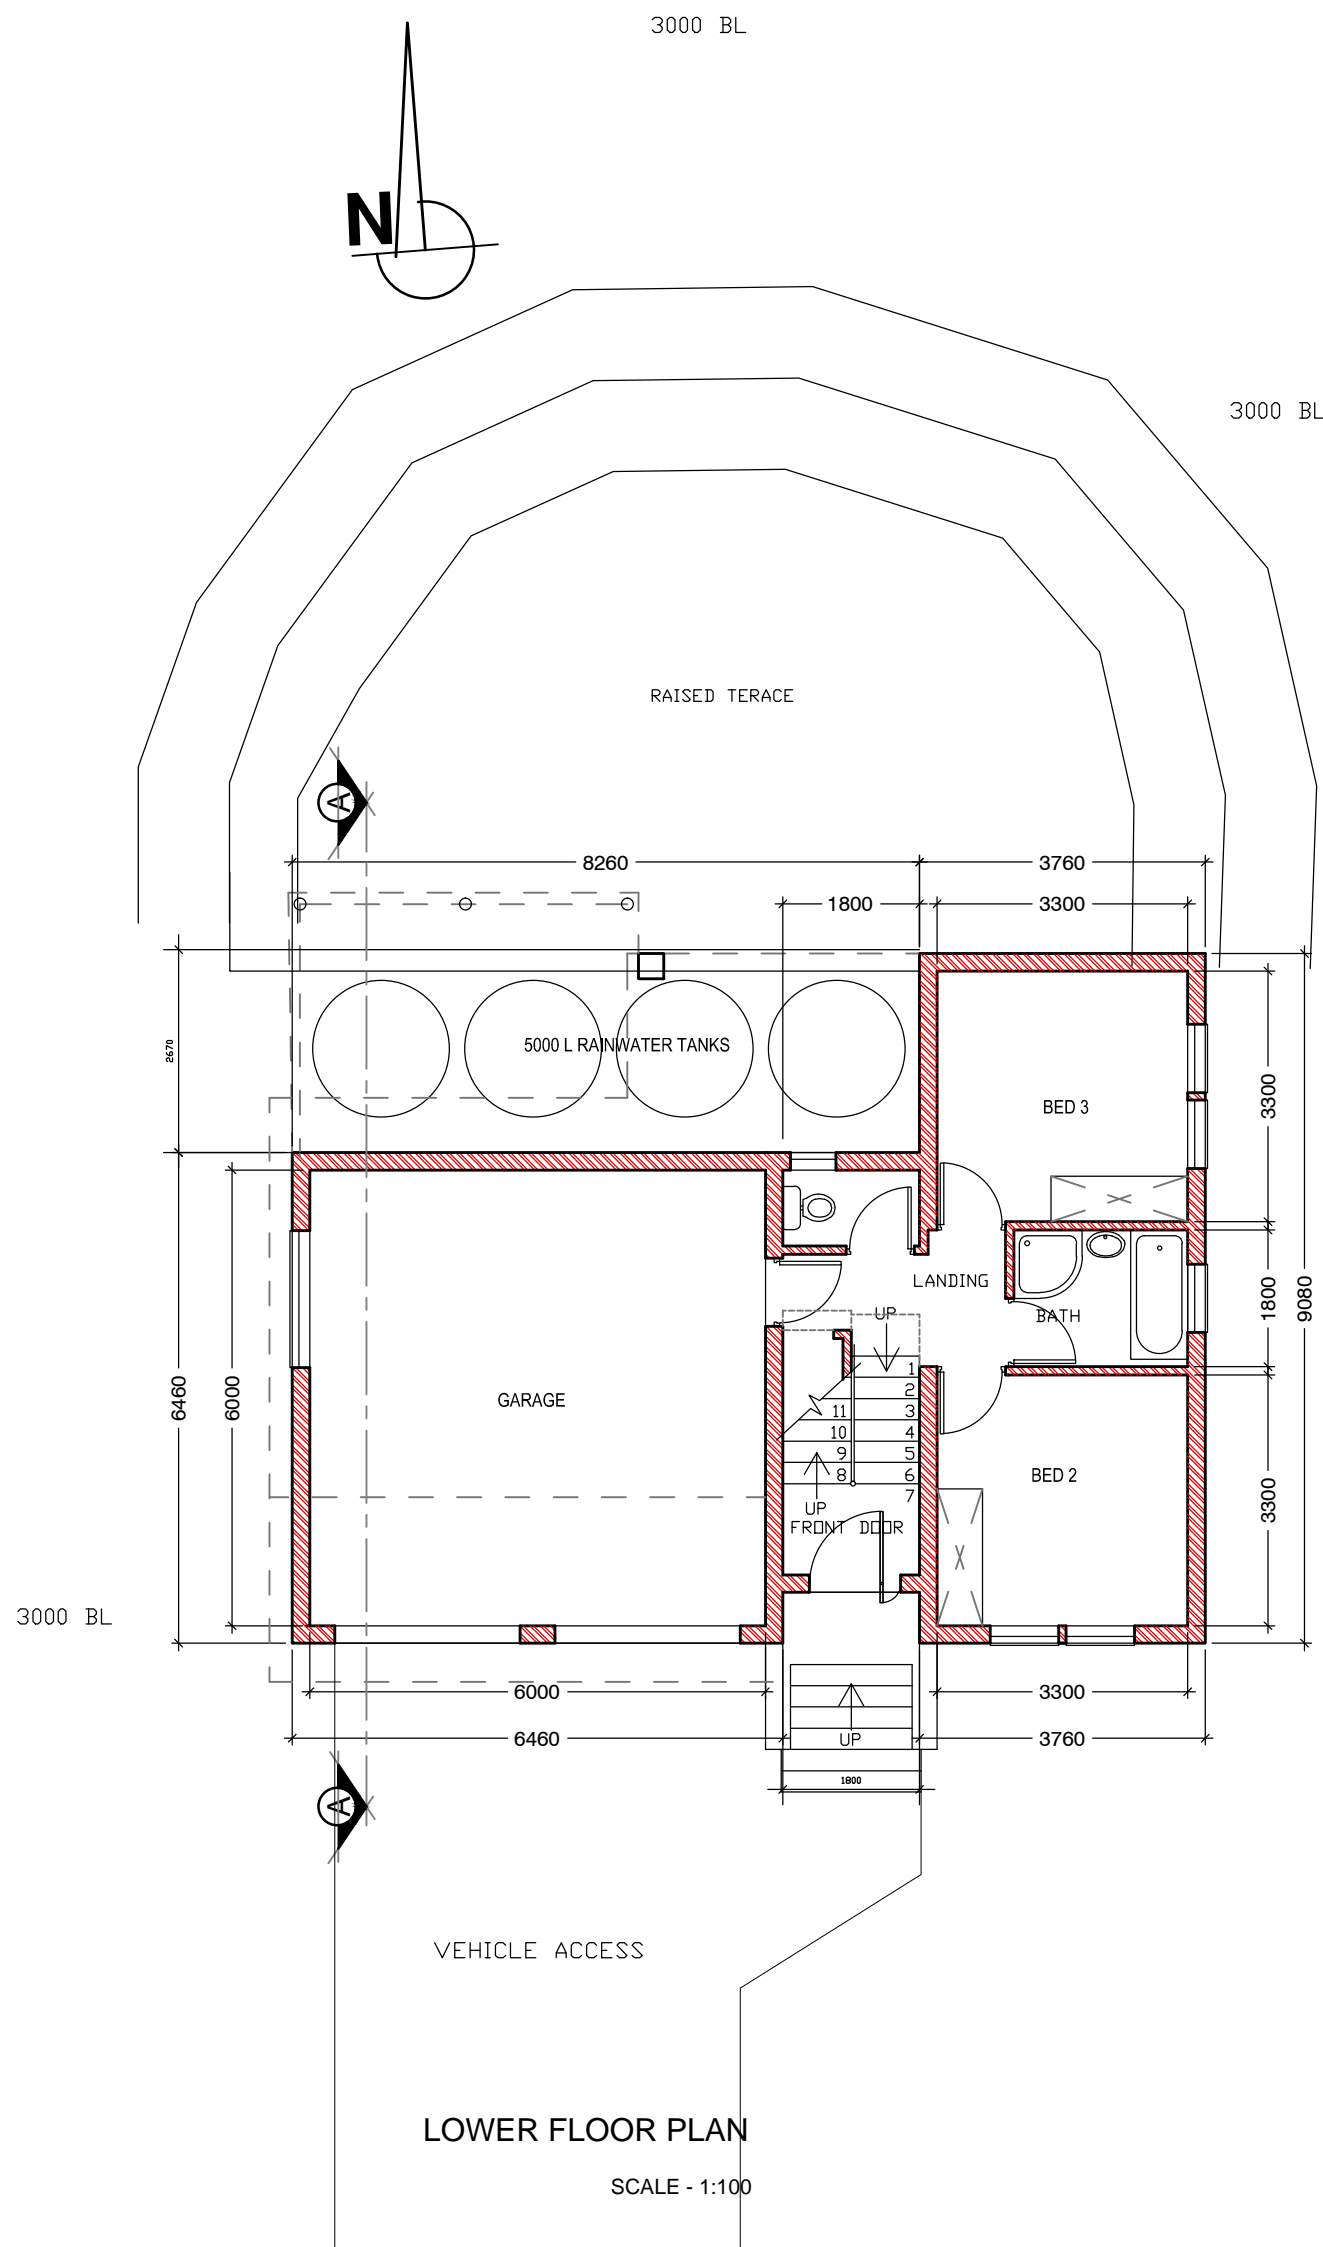 3000 BL
N
3000 BL
RAISED TERACE
A
8260
3760
1800
3300
5000 L RAINWATER TANKS
2670
BED 3
3300
LANDING
UP
BATH
1800
9080
GARAGE
6460
6000
1
2
3
4
5
6
7
11
10
9
8
UP
FRONT DOOR
BED 2
3300
3000 BL
6000
3300
6460
UP
3760
1800
A
VEHICLE ACCESS
LOWER FLOOR PLAN
SCALE - 1:100